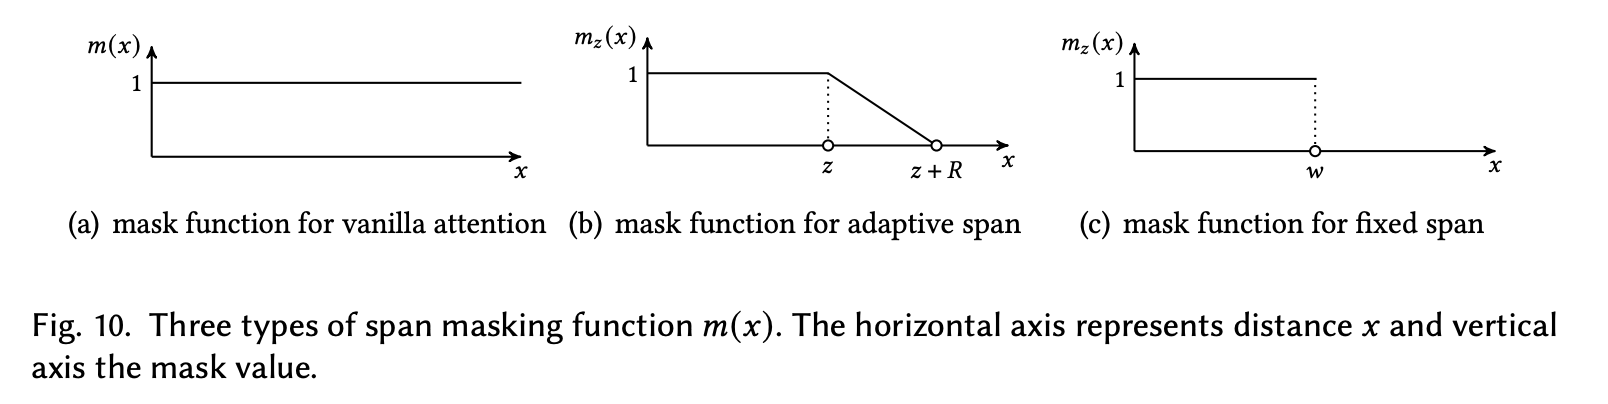 m(x)
1
x
(a) mask function for vanilla attention
m_z(x)
1
z
z + R
x
(b) mask function for adaptive span
m_z(x)
1
w
x
(c) mask function for fixed span
Fig. 10. Three types of span masking function m(x). The horizontal axis represents distance x and vertical
axis the mask value.